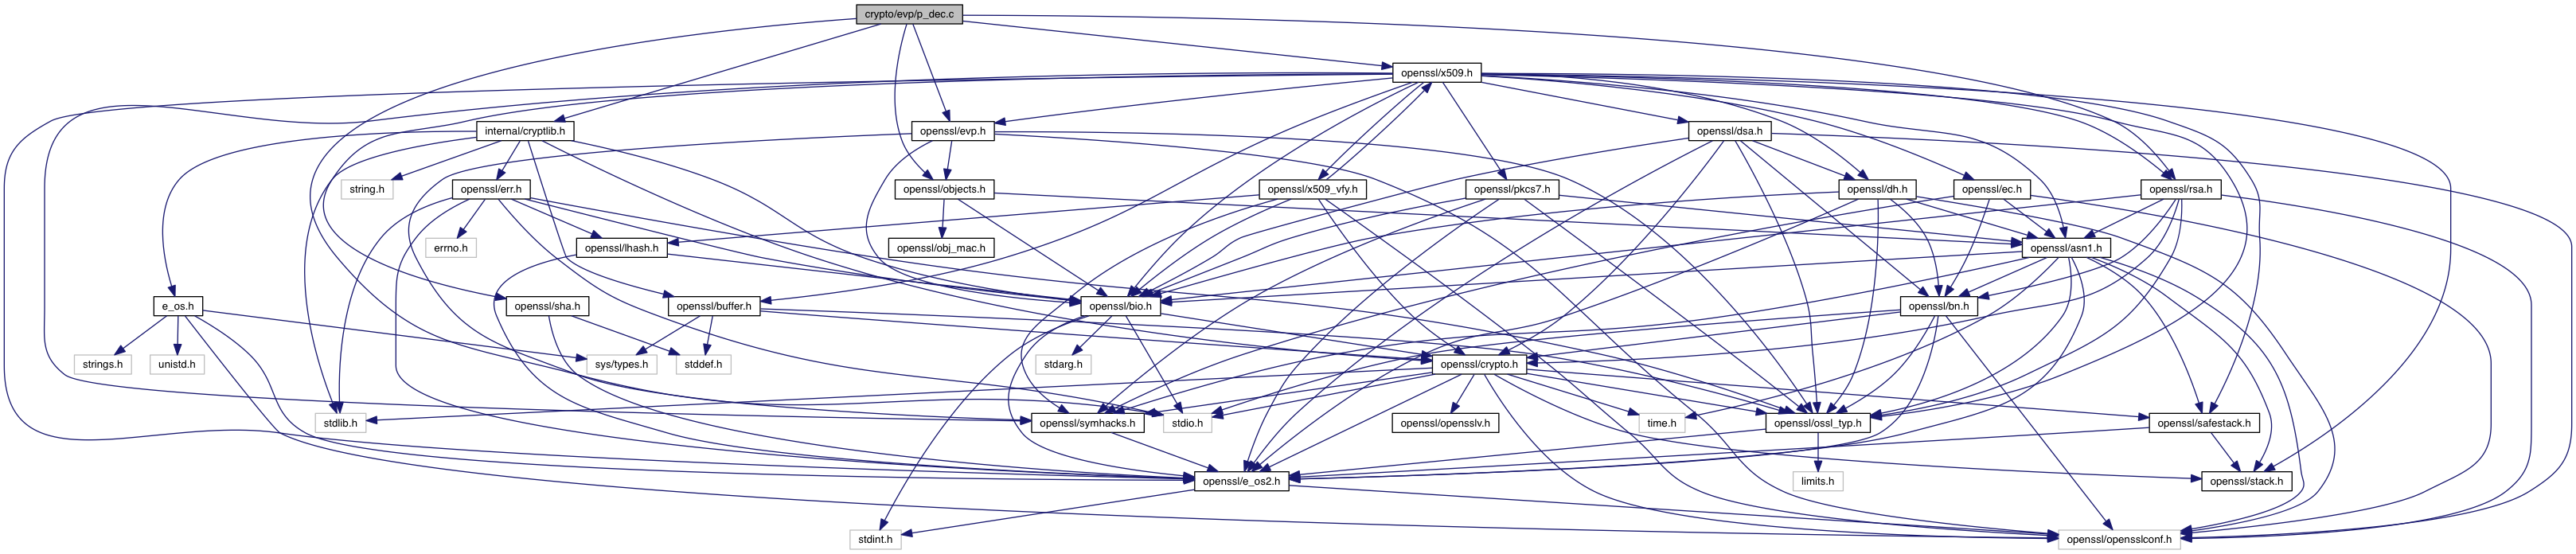 crypto/evp/p_dec.c
openssl/x509.h
internal/cryptlib.h
openssl/evp.h
openssl/dsa.h
string.h
openssl/err.h
openssl/objects.h
openssl/x509_vfy.h
openssl/pkcs7.h
openssl/dh.h
openssl/ec.h
openssl/rsa.h
errno.h
openssl/lhash.h
openssl/obj_mac.h
openssl/asn1.h
e_os.h
openssl/sha.h
openssl/buffer.h
openssl/bio.h
openssl/bn.h
strings.h
unistd.h
sys/types.h
stddef.h
stdarg.h
openssl/crypto.h
stdlib.h
openssl/symhacks.h
stdio.h
openssl/opensslv.h
time.h
openssl/ossl_typ.h
openssl/safestack.h
openssl/e_os2.h
limits.h
openssl/stack.h
stdint.h
openssl/opensslconf.h